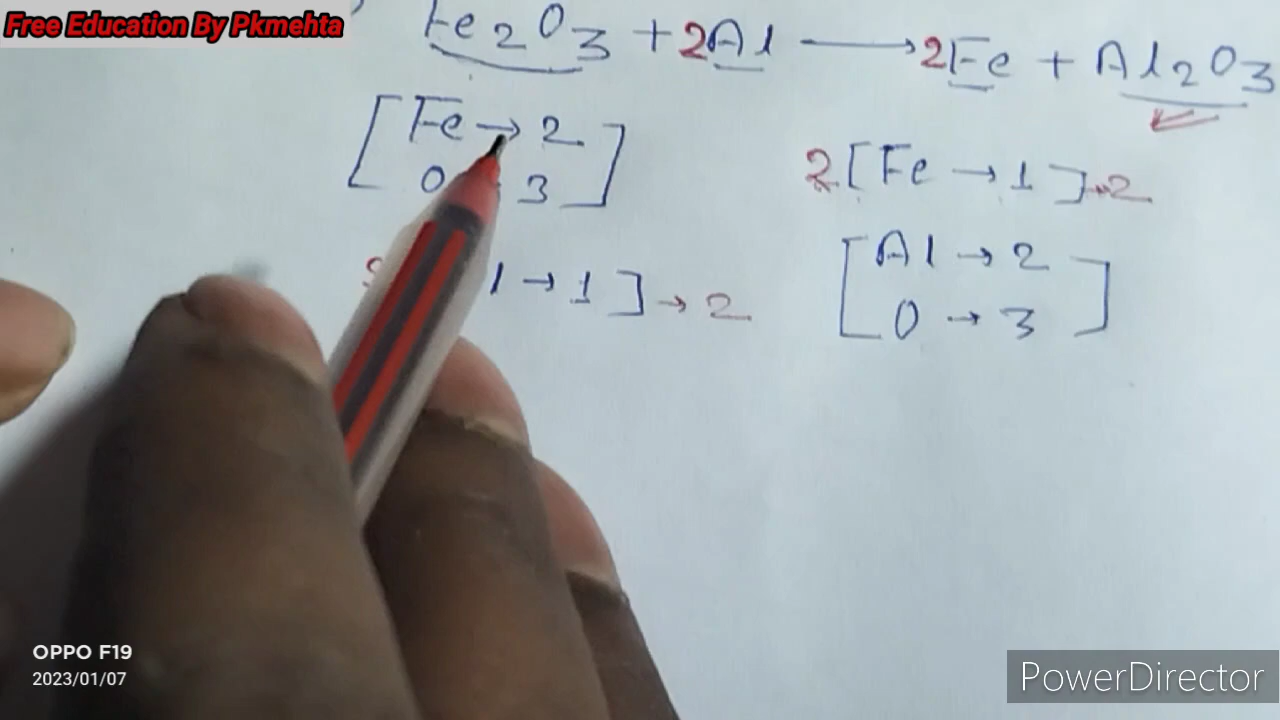 Free Education By Pkmehta
Fe2O3 + 2Al → 2Fe + Al2O3
[Fe → 2
O 3]
2[Fe → 1] → 2
l → 1] → 2
[Al → 2
O → 3]
OPPO F19
2023/01/07
PowerDirector